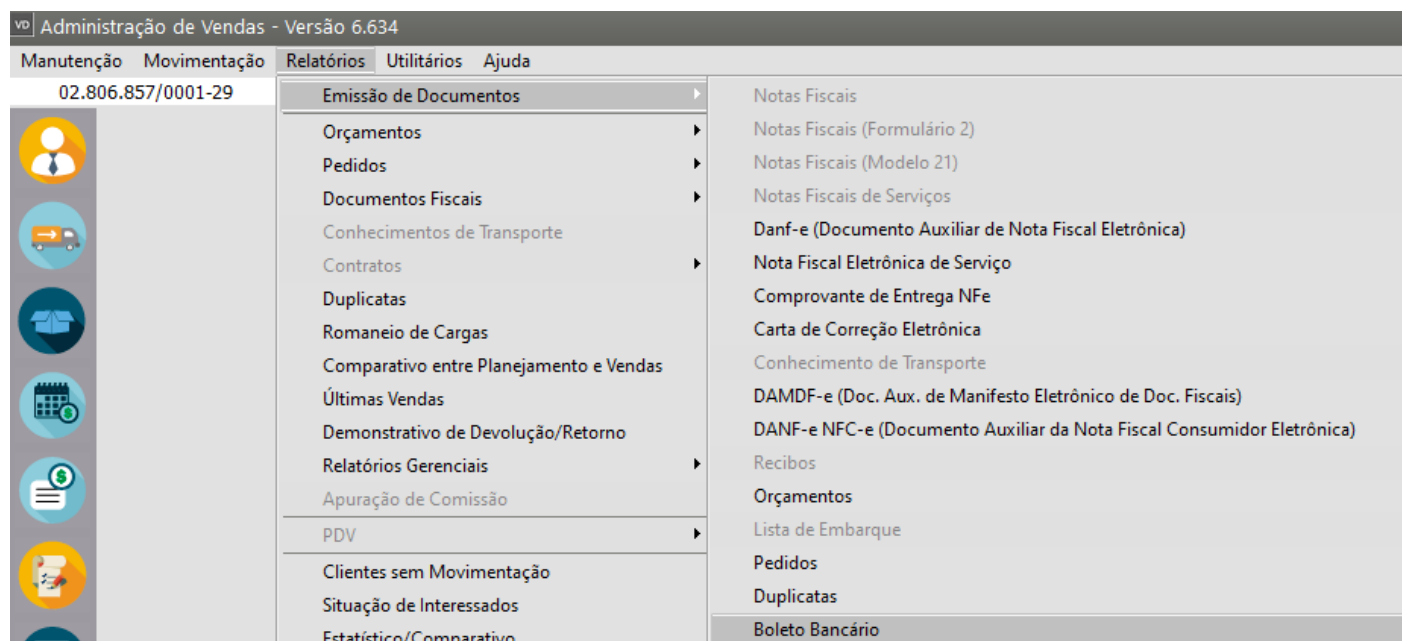 VD Administração de Vendas - Versão 6.634
Manutenção Movimentação Relatórios Utilitários Ajuda
02.806.857/0001-29
Emissão de Documentos
Orçamentos
Pedidos
Documentos Fiscais
Conhecimentos de Transporte
Contratos
Duplicatas
Romaneio de Cargas
Comparativo entre Planejamento e Vendas
Últimas Vendas
Demonstrativo de Devolução/Retorno
Relatórios Gerenciais
Apuração de Comissão
PDV
Clientes sem Movimentação
Situação de Interessados
Estatístico/Comparativo
Notas Fiscais
Notas Fiscais (Formulário 2)
Notas Fiscais (Modelo 21)
Notas Fiscais de Serviços
Danf-e (Documento Auxiliar de Nota Fiscal Eletrônica)
Nota Fiscal Eletrônica de Serviço
Comprovante de Entrega NFe
Carta de Correção Eletrônica
Conhecimento de Transporte
DAMDF-e (Doc. Aux. de Manifesto Eletrônico de Doc. Fiscais)
DANF-e NFC-e (Documento Auxiliar da Nota Fiscal Consumidor Eletrônica)
Recibos
Orçamentos
Lista de Embarque
Pedidos
Duplicatas
Boleto Bancário